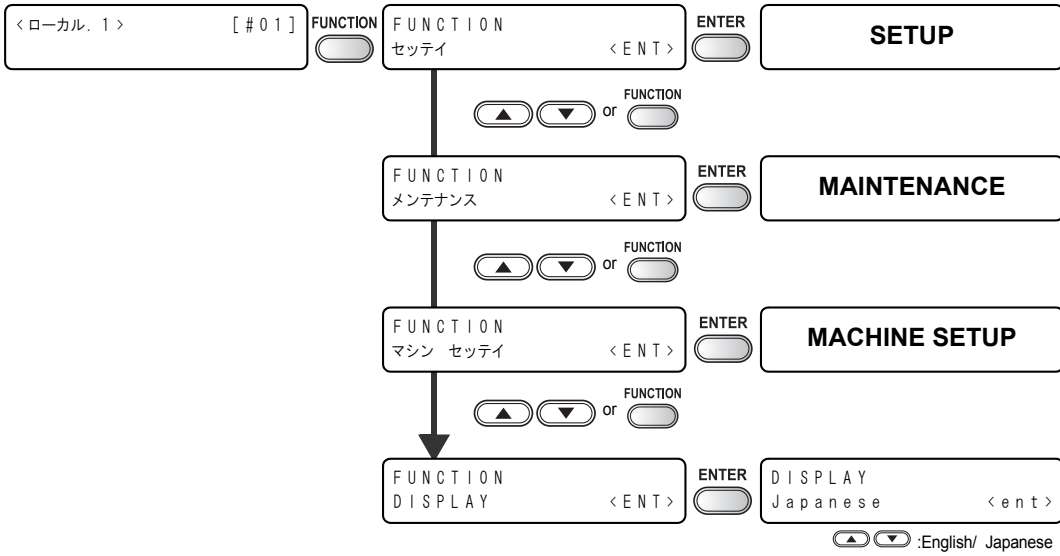 <ローカル. 1> [#01]
FUNCTION
FUNCTION
セッテイ <ENT>
ENTER
SETUP
or
FUNCTION
FUNCTION
メンテナンス <ENT>
ENTER
MAINTENANCE
or
FUNCTION
FUNCTION
マシン セッテイ <ENT>
ENTER
MACHINE SETUP
or
FUNCTION
FUNCTION
DISPLAY <ENT>
ENTER
DISPLAY
Japanese <ent>
:English/ Japanese